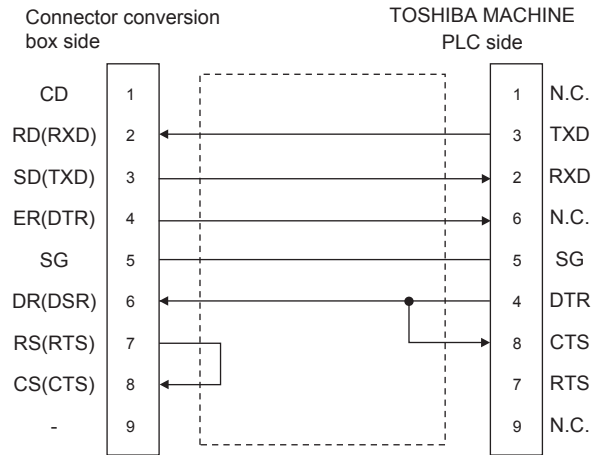 Connector conversion
box side
TOSHIBA MACHINE
PLC side
CD 1 1 N.C.
RD(RXD) 2 3 TXD
SD(TXD) 3 2 RXD
ER(DTR) 4 6 N.C.
SG 5 5 SG
DR(DSR) 6 4 DTR
RS(RTS) 7 8 CTS
CS(CTS) 8 7 RTS
- 9 9 N.C.